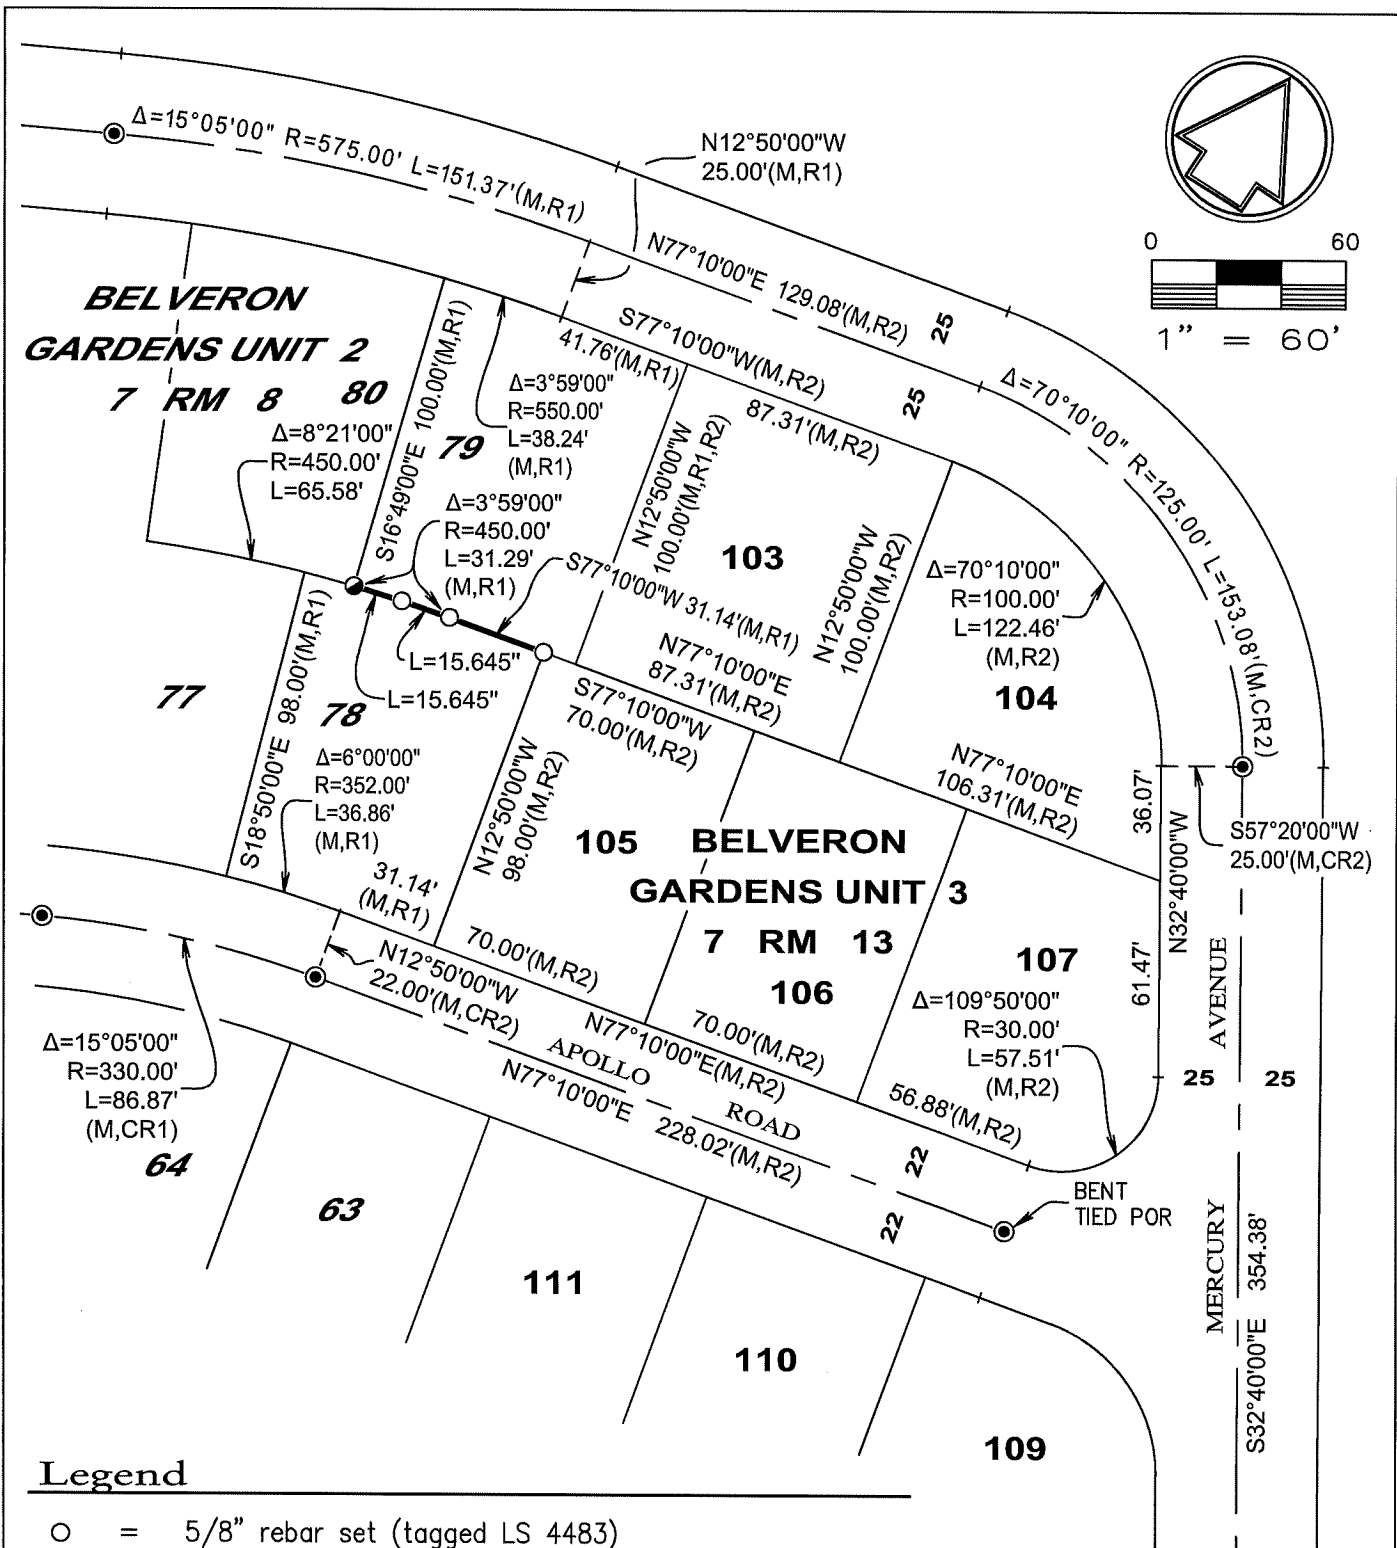 Δ=15°05'00" R=575.00' L=151.37'(M,R1)
N12°50'00"W
25.00'(M,R1)
0 60
1" = 60'
N77°10'00"E 129.08'(M,R2)
25
S77°10'00"W(M,R2)
25
BELVERON
GARDENS UNIT 2
7 RM 8
80
S16°49'00"E 100.00'(M,R1)
41.76'(M,R1)
Δ=3°59'00"
R=550.00'
L=38.24'
(M,R1)
79
87.31'(M,R2)
Δ=70°10'00" R=125.00' L=153.08'(M,CR2)
Δ=8°21'00"
R=450.00'
L=65.58'
Δ=3°59'00"
R=450.00'
L=31.29'
(M,R1)
N12°50'00"W
100.00'(M,R1,R2)
103
N12°50'00"W
100.00'(M,R2)
S77°10'00"W 31.14'(M,R1)
Δ=70°10'00"
R=100.00'
L=122.46'
(M,R2)
104
L=15.645"
L=15.645"
N77°10'00"E
87.31'(M,R2)
S77°10'00"W
70.00'(M,R2)
77
S18°50'00"E 98.00'(M,R1)
78
Δ=6°00'00"
R=352.00'
L=36.86'
(M,R1)
N12°50'00"W
98.00'(M,R2)
N77°10'00"E
106.31'(M,R2)
36.07'
N32°40'00"W
61.47'
S57°20'00"W
25.00'(M,CR2)
105
BELVERON
GARDENS UNIT 3
7 RM 13
106
107
31.14'
(M,R1)
70.00'(M,R2)
N12°50'00"W
22.00'(M,CR2)
N77°10'00"E(M,R2)
70.00'(M,R2)
Δ=109°50'00"
R=30.00'
L=57.51'
(M,R2)
AVENUE
25 25
Δ=15°05'00"
R=330.00'
L=86.87'
(M,CR1)
APOLLO ROAD
N77°10'00"E 228.02'(M,R2)
56.88'(M,R2)
22
22
BENT
TIED POR
64
63
111
110
109
MERCURY
S32°40'00"E 354.38'
Legend
= 5/8" rebar set (tagged LS 4483)